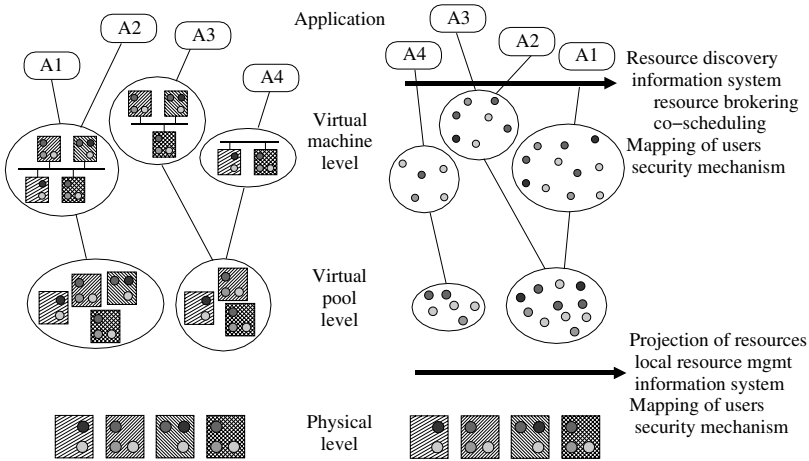 Application
A1
A2
A3
A4
Virtual
machine
level
Virtual
pool
level
Physical
level
A4
A3
A2
A1
Resource discovery
information system
resource brokering
co−scheduling
Mapping of users
security mechanism
Projection of resources
local resource mgmt
information system
Mapping of users
security mechanism